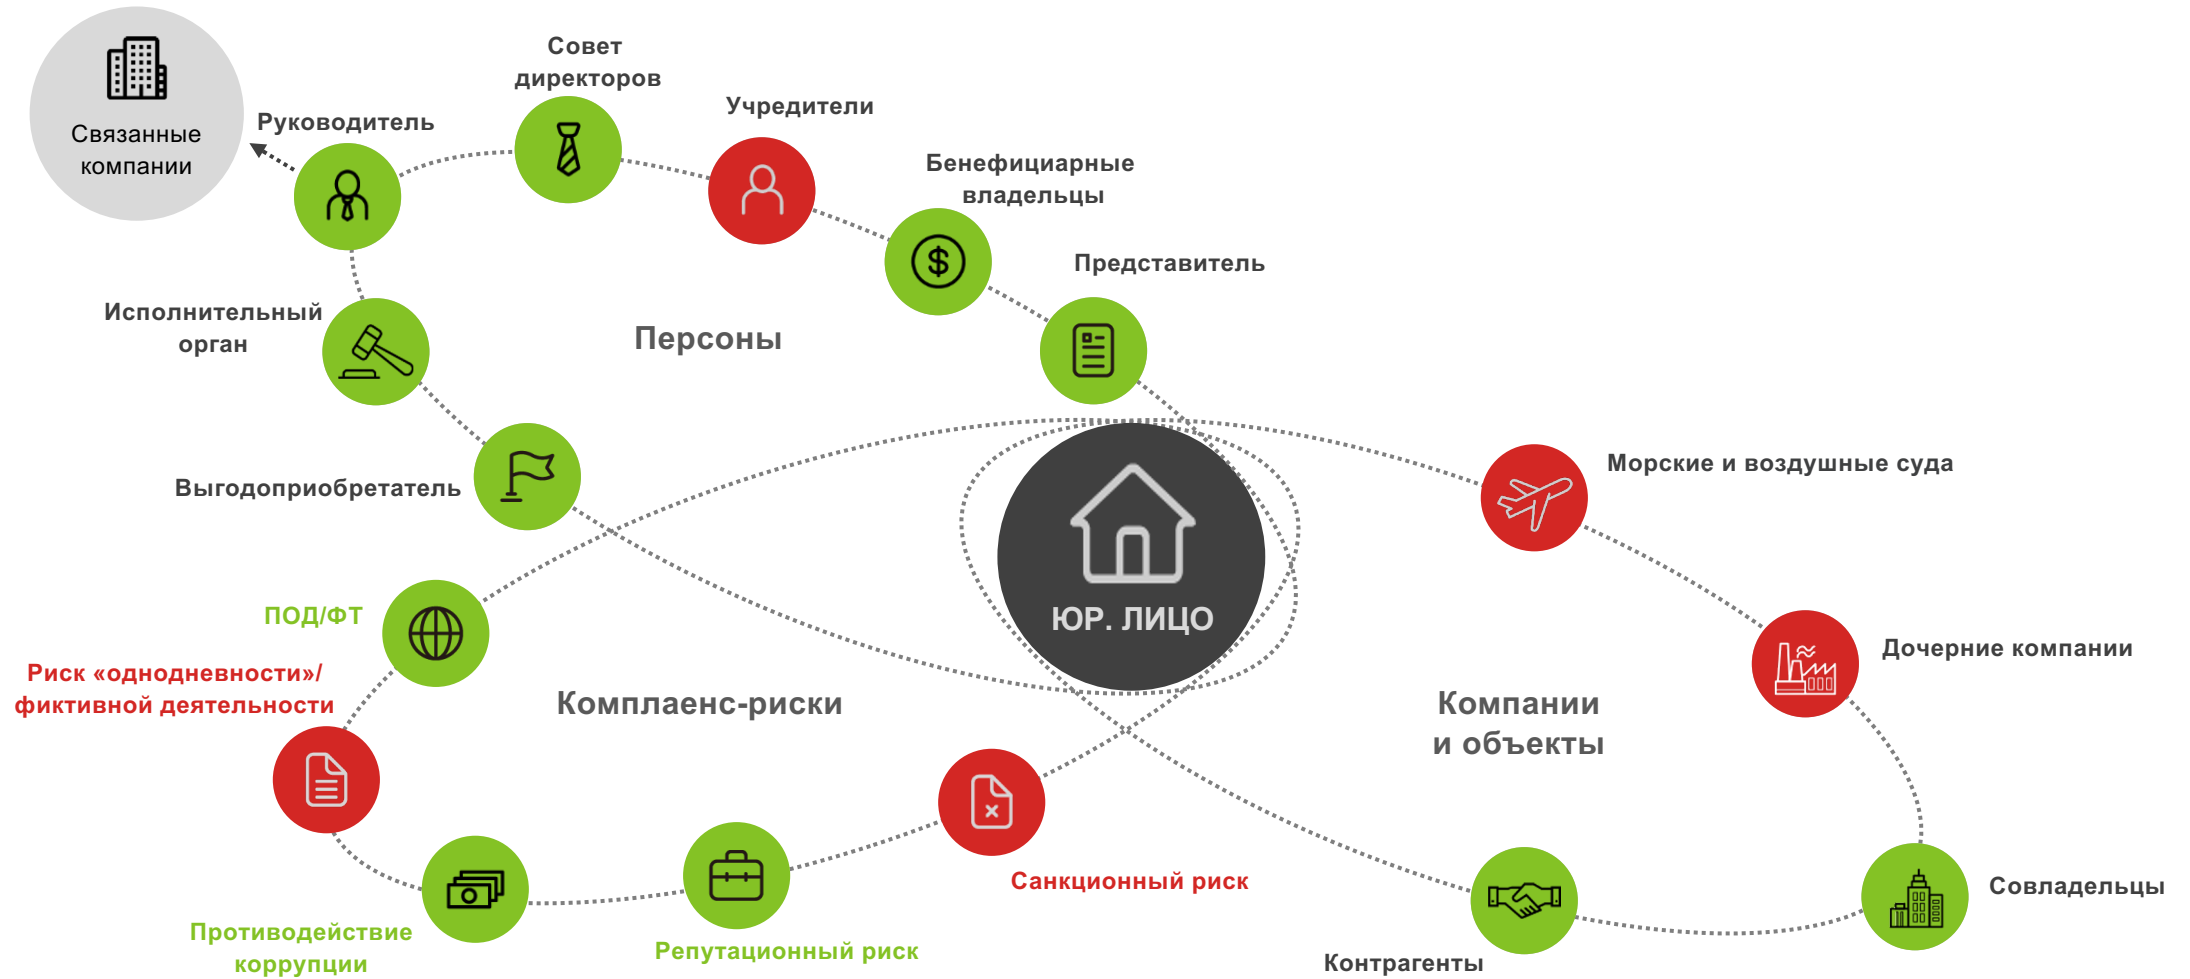 Связанные
компании
Руководитель
Совет
директоров
Учредители
Бенефициарные
владельцы
Представитель
Исполнительный
орган
Персоны
Выгодоприобретатель
ЮР. ЛИЦО
Морские и воздушные суда
Дочерние компании
Компании
и объекты
Совладельцы
Контрагенты
ПОД/ФТ
Риск «однодневности»/
фиктивной деятельности
Комплаенс-риски
Санкционный риск
Репутационный риск
Противодействие
коррупции